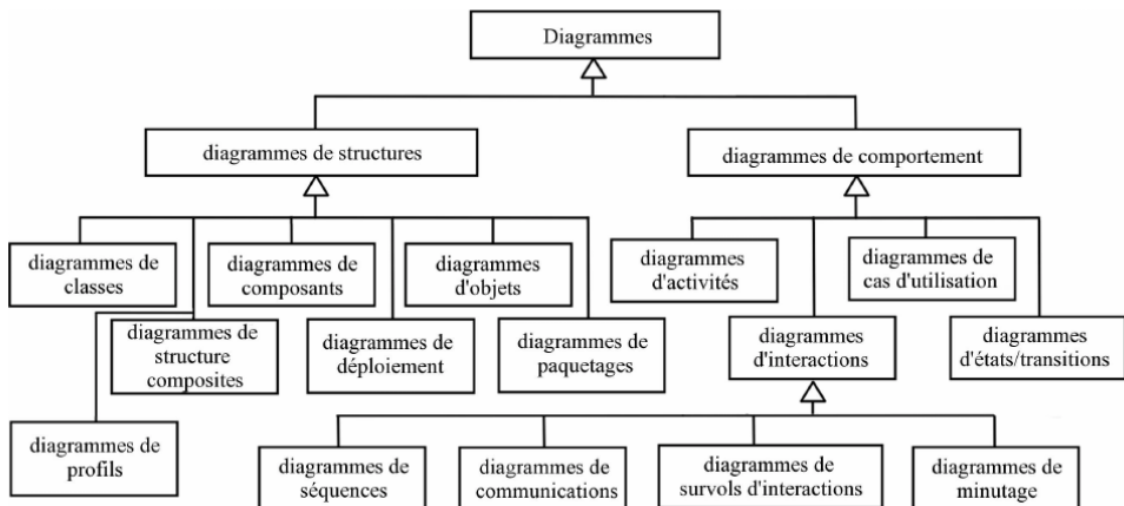 Diagrammes
diagrammes de structures
diagrammes de comportement
diagrammes de
classes
diagrammes de
composants
diagrammes
d'objets
diagrammes
d'activités
diagrammes de
cas d'utilisation
diagrammes de
structure
composites
diagrammes de
déploiement
diagrammes de
paquetages
diagrammes
d'interactions
diagrammes
d'états/transitions
diagrammes de
profils
diagrammes de
séquences
diagrammes de
communications
diagrammes de
survols d'interactions
diagrammes de
minutage